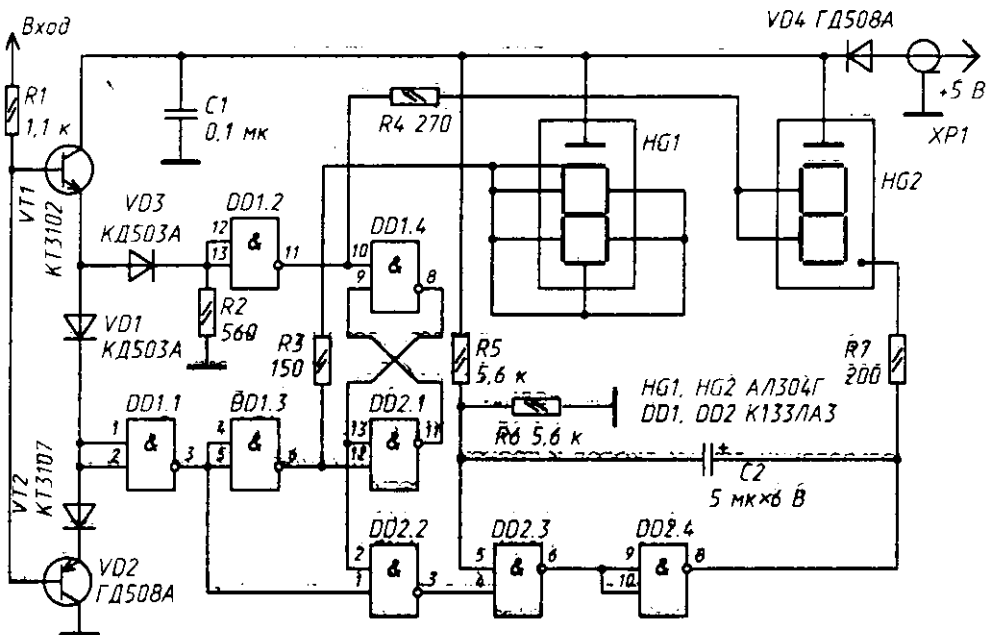 Вход
VD4 ГД508А
+5 В
XP1
R1
1,1 к
C1
0,1 мк
R4 270
HG1
HG2
VT1
КТ3102
VD3
КД503А
DD1.2
&
12
13
11
DD1.4
&
10
9
8
VD1
КД503А
R2
560
R3
150
R5
5,6 к
R6 5,6 к
R7
200
HG1, HG2 АЛ304Г
DD1, DD2 К133ЛА3
DD1.1
&
1
2
3
DD1.3
&
4
5
6
DD2.1
&
13
12
11
C2
+
5 мк×6 В
VT2
КТ3107
VD2
ГД508А
DD2.2
&
2
1
3
DD2.3
&
5
4
6
DD2.4
&
9
10
8